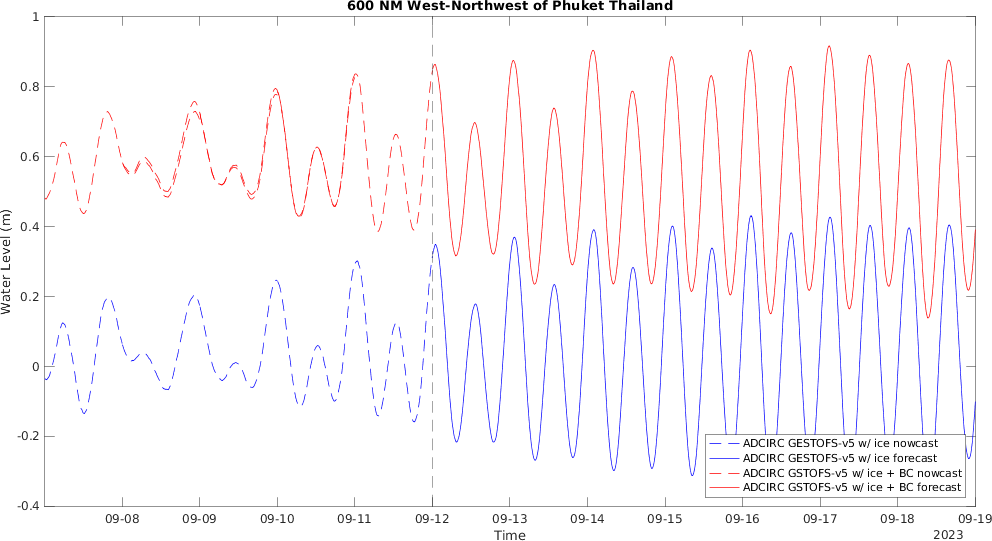 600 NM West-Northwest of Phuket Thailand
1
0.8
0.6
0.4
0.2
0
-0.2
-0.4
Water Level (m)
ADCIRC GESTOFS-v5 w/ ice nowcast
ADCIRC GESTOFS-v5 w/ ice forecast
ADCIRC GSTOFS-v5 w/ ice + BC nowcast
ADCIRC GSTOFS-v5 w/ ice + BC forecast
09-08 09-09 09-10 09-11 09-12 09-13 09-14 09-15 09-16 09-17 09-18 09-19
Time
2023